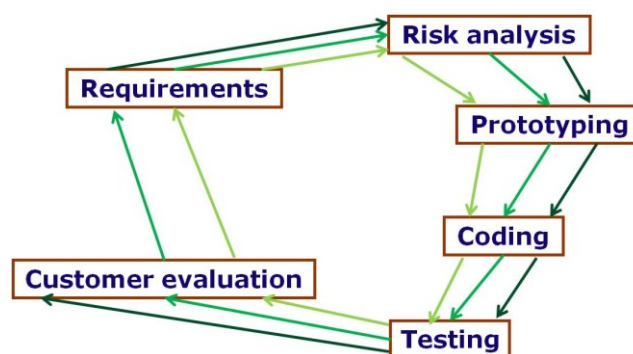 Risk analysis
Requirements
Prototyping
Coding
Customer evaluation
Testing